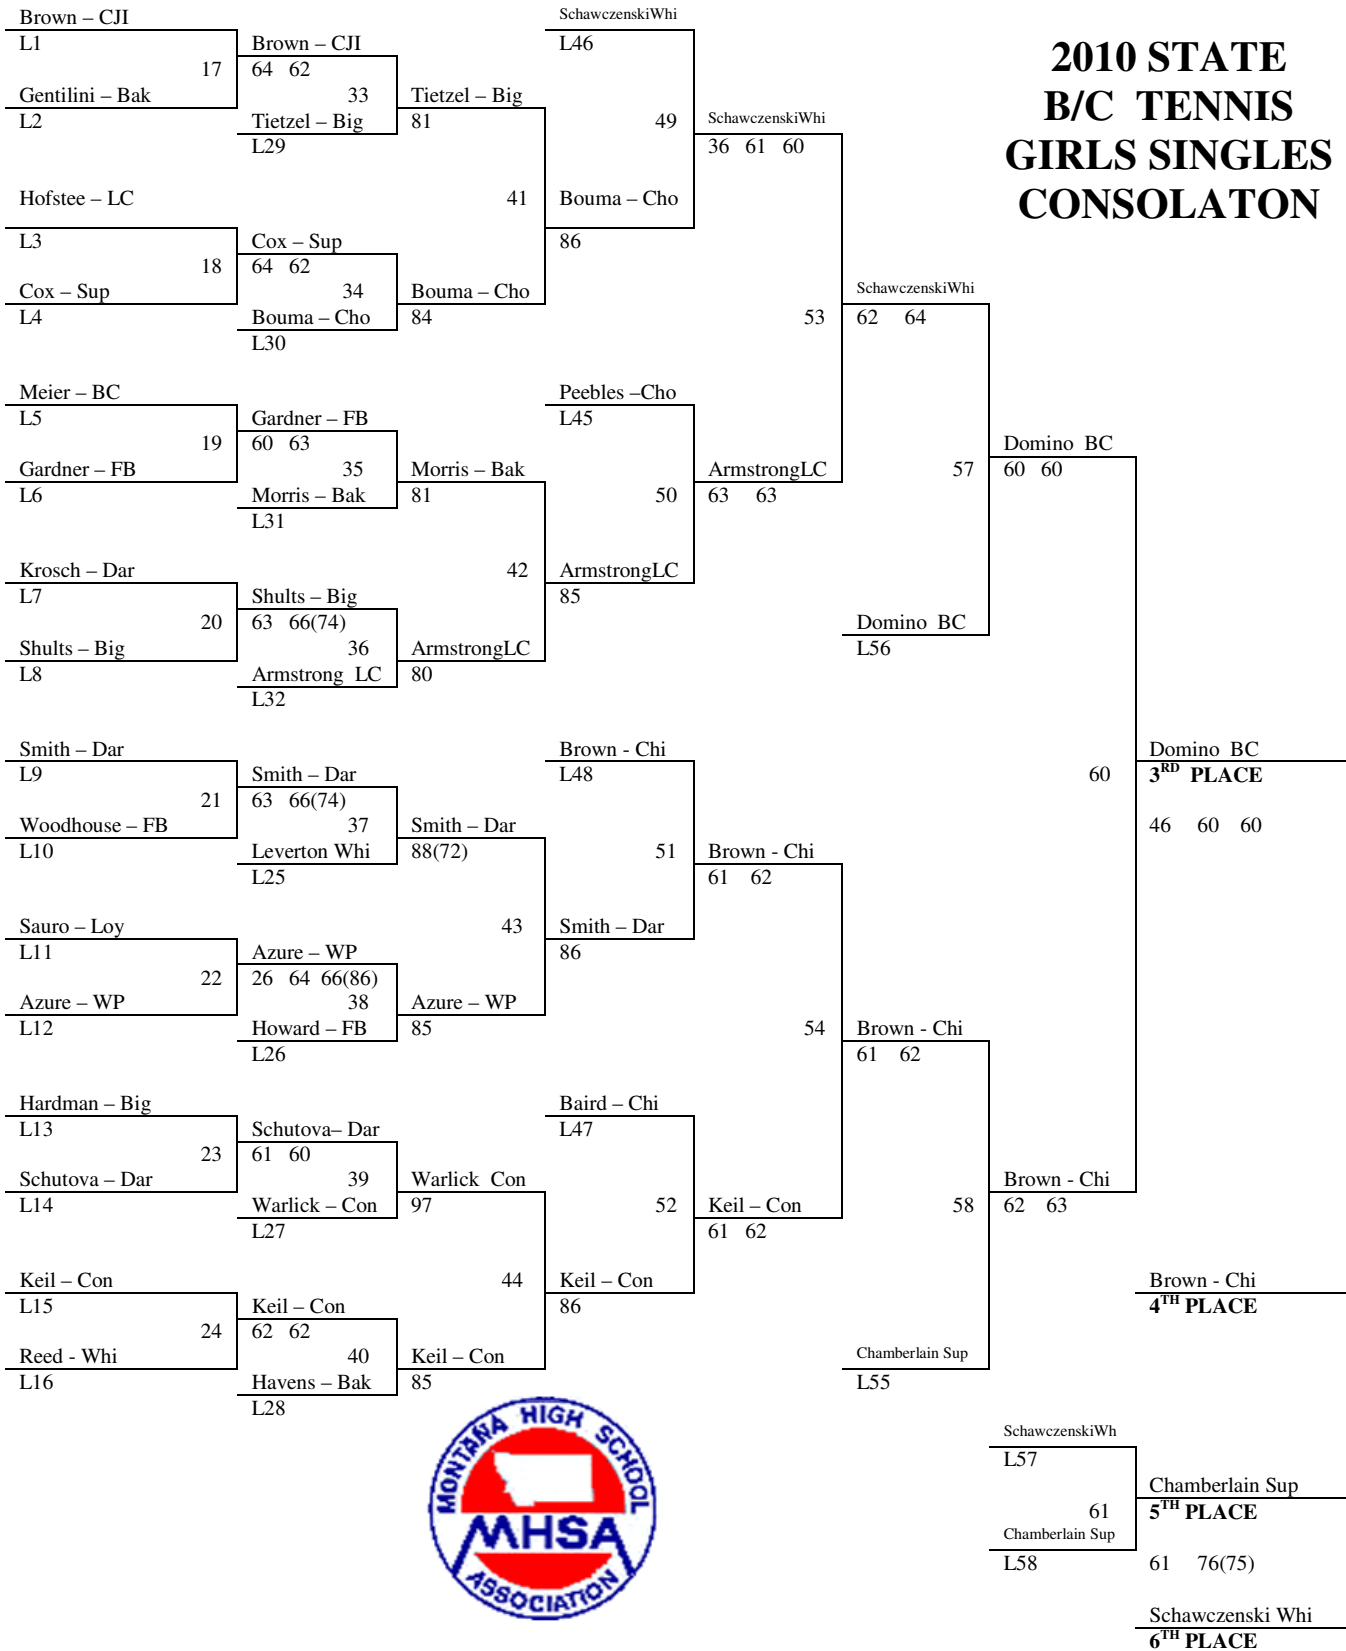 2010 STATE
B/C TENNIS
GIRLS SINGLES
CONSOLATON
Brown – CJI
L1
17
Gentilini – Bak
L2
Hofstee – LC
L3
18
Cox – Sup
L4
Meier – BC
L5
19
Gardner – FB
L6
Krosch – Dar
L7
20
Shults – Big
L8
Smith – Dar
L9
21
Woodhouse – FB
L10
Sauro – Loy
L11
22
Azure – WP
L12
Hardman – Big
L13
23
Schutova – Dar
L14
Keil – Con
L15
24
Reed - Whi
L16
Brown – CJI
64 62
33
Tietzel – Big
L29
Cox – Sup
64 62
34
Bouma – Cho
L30
Gardner – FB
60 63
35
Morris – Bak
L31
Shults – Big
63 66(74)
36
Armstrong LC
L32
Smith – Dar
63 66(74)
37
Leverton Whi
L25
Azure – WP
26 64 66(86)
38
Howard – FB
L26
Schutova– Dar
61 60
39
Warlick – Con
L27
Keil – Con
62 62
40
Havens – Bak
L28
Tietzel – Big
81
41
Bouma – Cho
84
Morris – Bak
81
42
ArmstrongLC
80
Smith – Dar
88(72)
43
Azure – WP
85
Warlick Con
97
44
Keil – Con
85
SchawczenskiWhi
L46
49
Bouma – Cho
86
Peebles –Cho
L45
50
ArmstrongLC
85
Brown - Chi
L48
51
Smith – Dar
86
Baird – Chi
L47
52
Keil – Con
86
SchawczenskiWhi
36 61 60
53
ArmstrongLC
63 63
Brown - Chi
61 62
54
Keil – Con
61 62
SchawczenskiWhi
62 64
57
Domino BC
L56
Brown - Chi
61 62
58
Chamberlain Sup
L55
Domino BC
60 60
60
Brown - Chi
62 63
Domino BC
3RD PLACE
46 60 60
Brown - Chi
4TH PLACE
SchawczenskiWh
L57
61
Chamberlain Sup
L58
Chamberlain Sup
5TH PLACE
61 76(75)
Schawczenski Whi
6TH PLACE
MONTANA HIGH SCHOOL
MHSA
ASSOCIATION